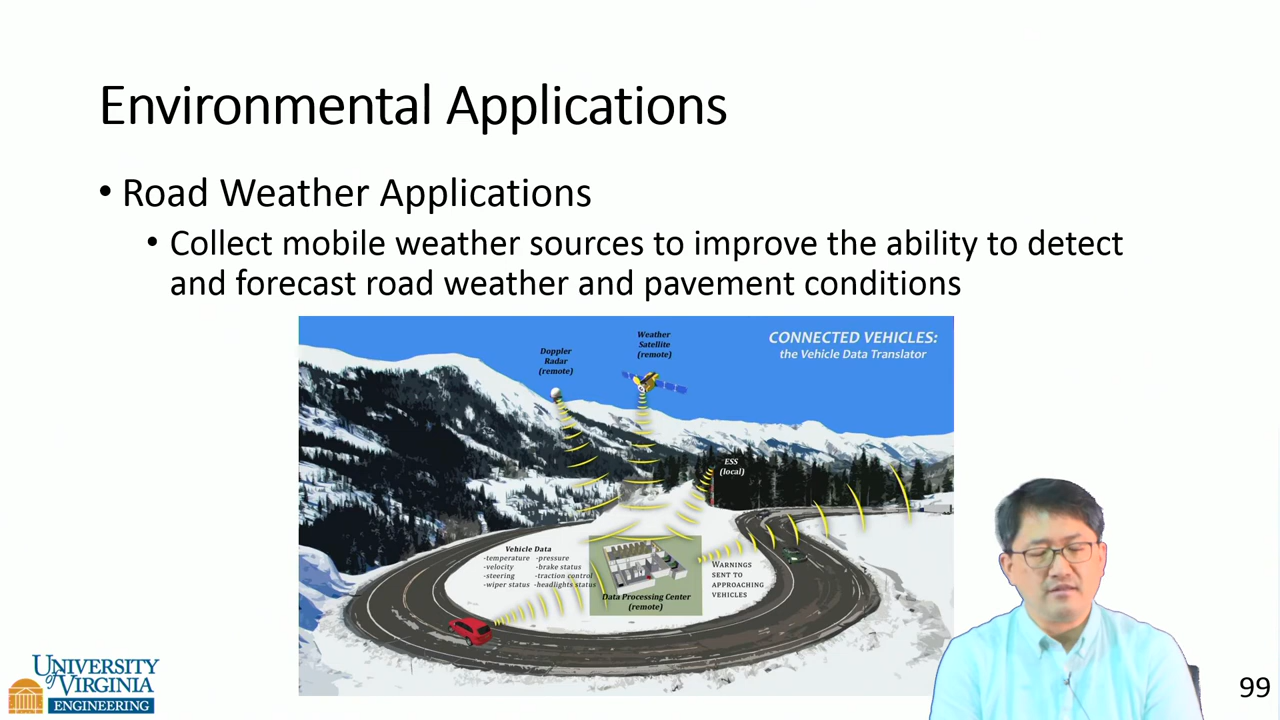 Environmental Applications
• Road Weather Applications
• Collect mobile weather sources to improve the ability to detect
and forecast road weather and pavement conditions
CONNECTED VEHICLES:
the Vehicle Data Translator
Weather
Satellite
(remote)
Doppler
Radar
(remote)
ESS
(local)
Vehicle Data
-temperature -pressure
-velocity -brake status
-steering -traction control
-wiper status -headlights status
Data Processing Center
(remote)
WARNINGS
SENT TO
APPROACHING
VEHICLES
UNIVERSITY
of VIRGINIA
ENGINEERING
99